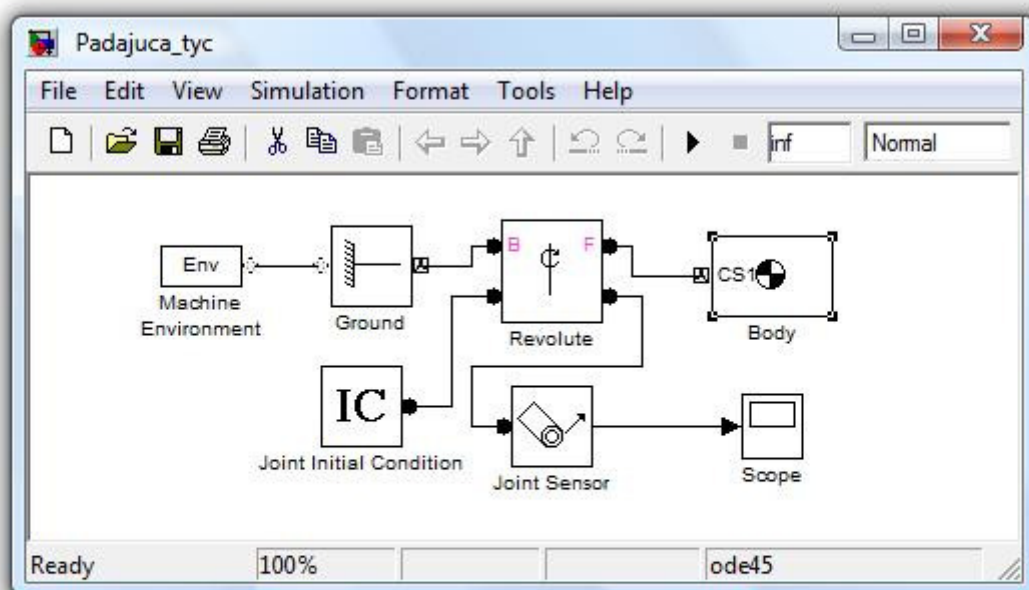 Padajuca_tyc
File Edit View Simulation Format Tools Help
inf Normal
Env
Machine
Environment
Ground
B F
Revolute
CS1
Body
IC
Joint Initial Condition
Joint Sensor
Scope
Ready 100% ode45